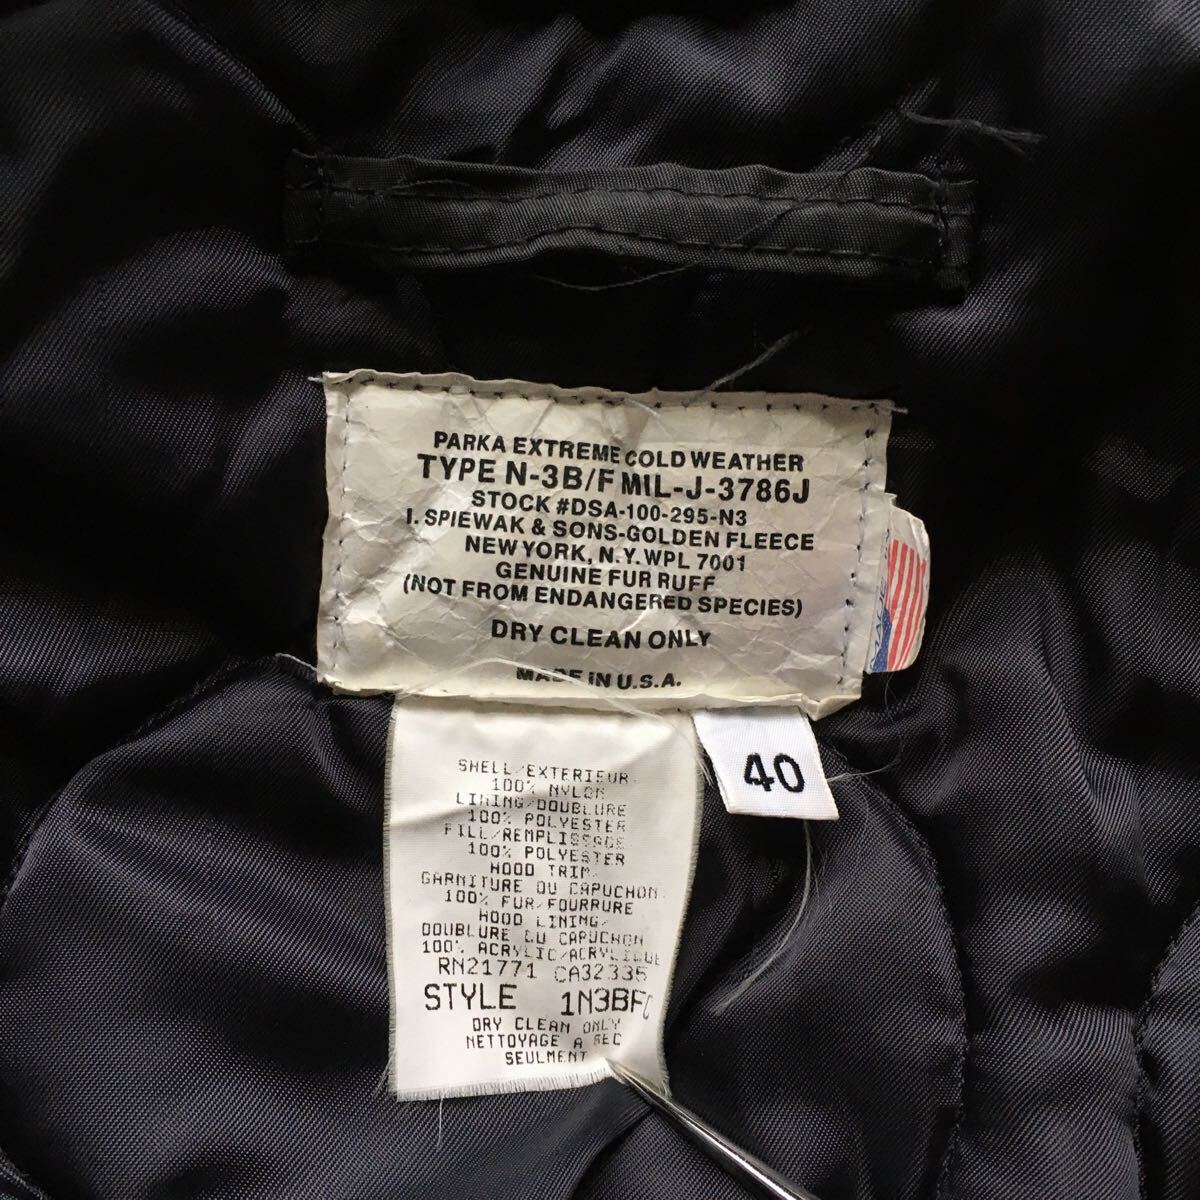 PARKA EXTREME COLD WEATHER
TYPE N-3B/F MIL-J-3786J
STOCK #DSA-100-295-N3
I. SPIEWAK & SONS-GOLDEN FLEECE
NEW YORK, N.Y. WPL 7001
GENUINE FUR RUFF
(NOT FROM ENDANGERED SPECIES)
DRY CLEAN ONLY
MADE IN U.S.A.
40
SHELL/EXTERIEUR
100% NYLON
LINING/DOUBLURE
100% POLYESTER
FILL/REMPLISSAGE
100% POLYESTER
HOOD TRIM/
GARNITURE DU CAPUCHON
100% FUR/FOURRURE
HOOD LINING/
DOUBLURE DU CAPUCHON
100% ACRYLIC/ACRYLIQUE
RN21771 CA32335
STYLE 1N3BF
DRY CLEAN ONLY
NETTOYAGE A SEC
SEULMENT